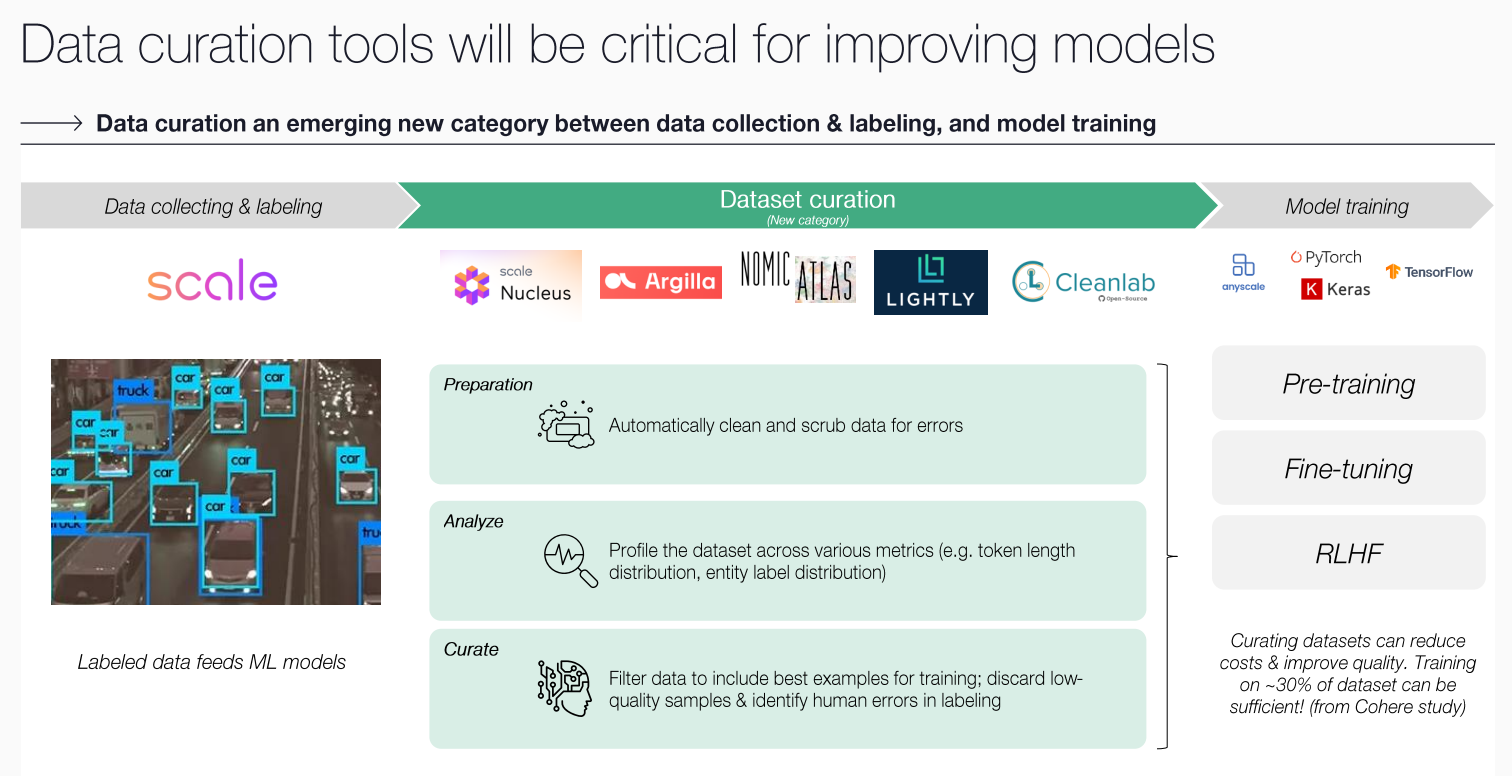 Data curation tools will be critical for improving models
Data curation an emerging new category between data collection & labeling, and model training
Data collecting & labeling
Dataset curation
(New category)
Model training
scale
scale
Nucleus
Argilla
NOMIC
ATLAS
LIGHTLY
Cleanlab
Open-Source
anyscale
PyTorch
K Keras
TensorFlow
car
truck
car
car
car
car
car
car
car
car
car
truck
tru
Labeled data feeds ML models
Preparation
Automatically clean and scrub data for errors
Analyze
Profile the dataset across various metrics (e.g. token length
distribution, entity label distribution)
Curate
Filter data to include best examples for training; discard low-
quality samples & identify human errors in labeling
Pre-training
Fine-tuning
RLHF
Curating datasets can reduce
costs & improve quality. Training
on ~30% of dataset can be
sufficient! (from Cohere study)